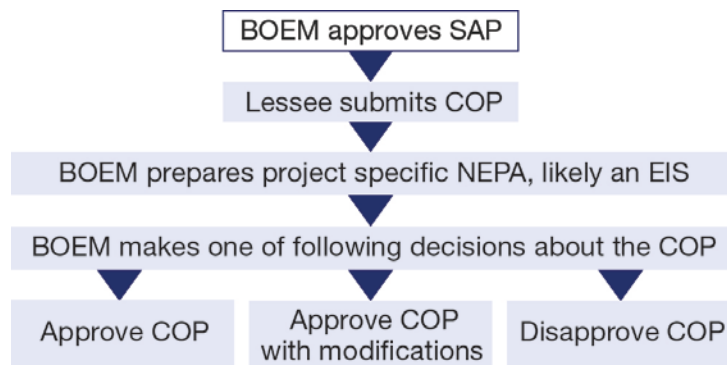 BOEM approves SAP
Lessee submits COP
BOEM prepares project specific NEPA, likely an EIS
BOEM makes one of following decisions about the COP
Approve COP
Approve COP
with modifications
Disapprove COP